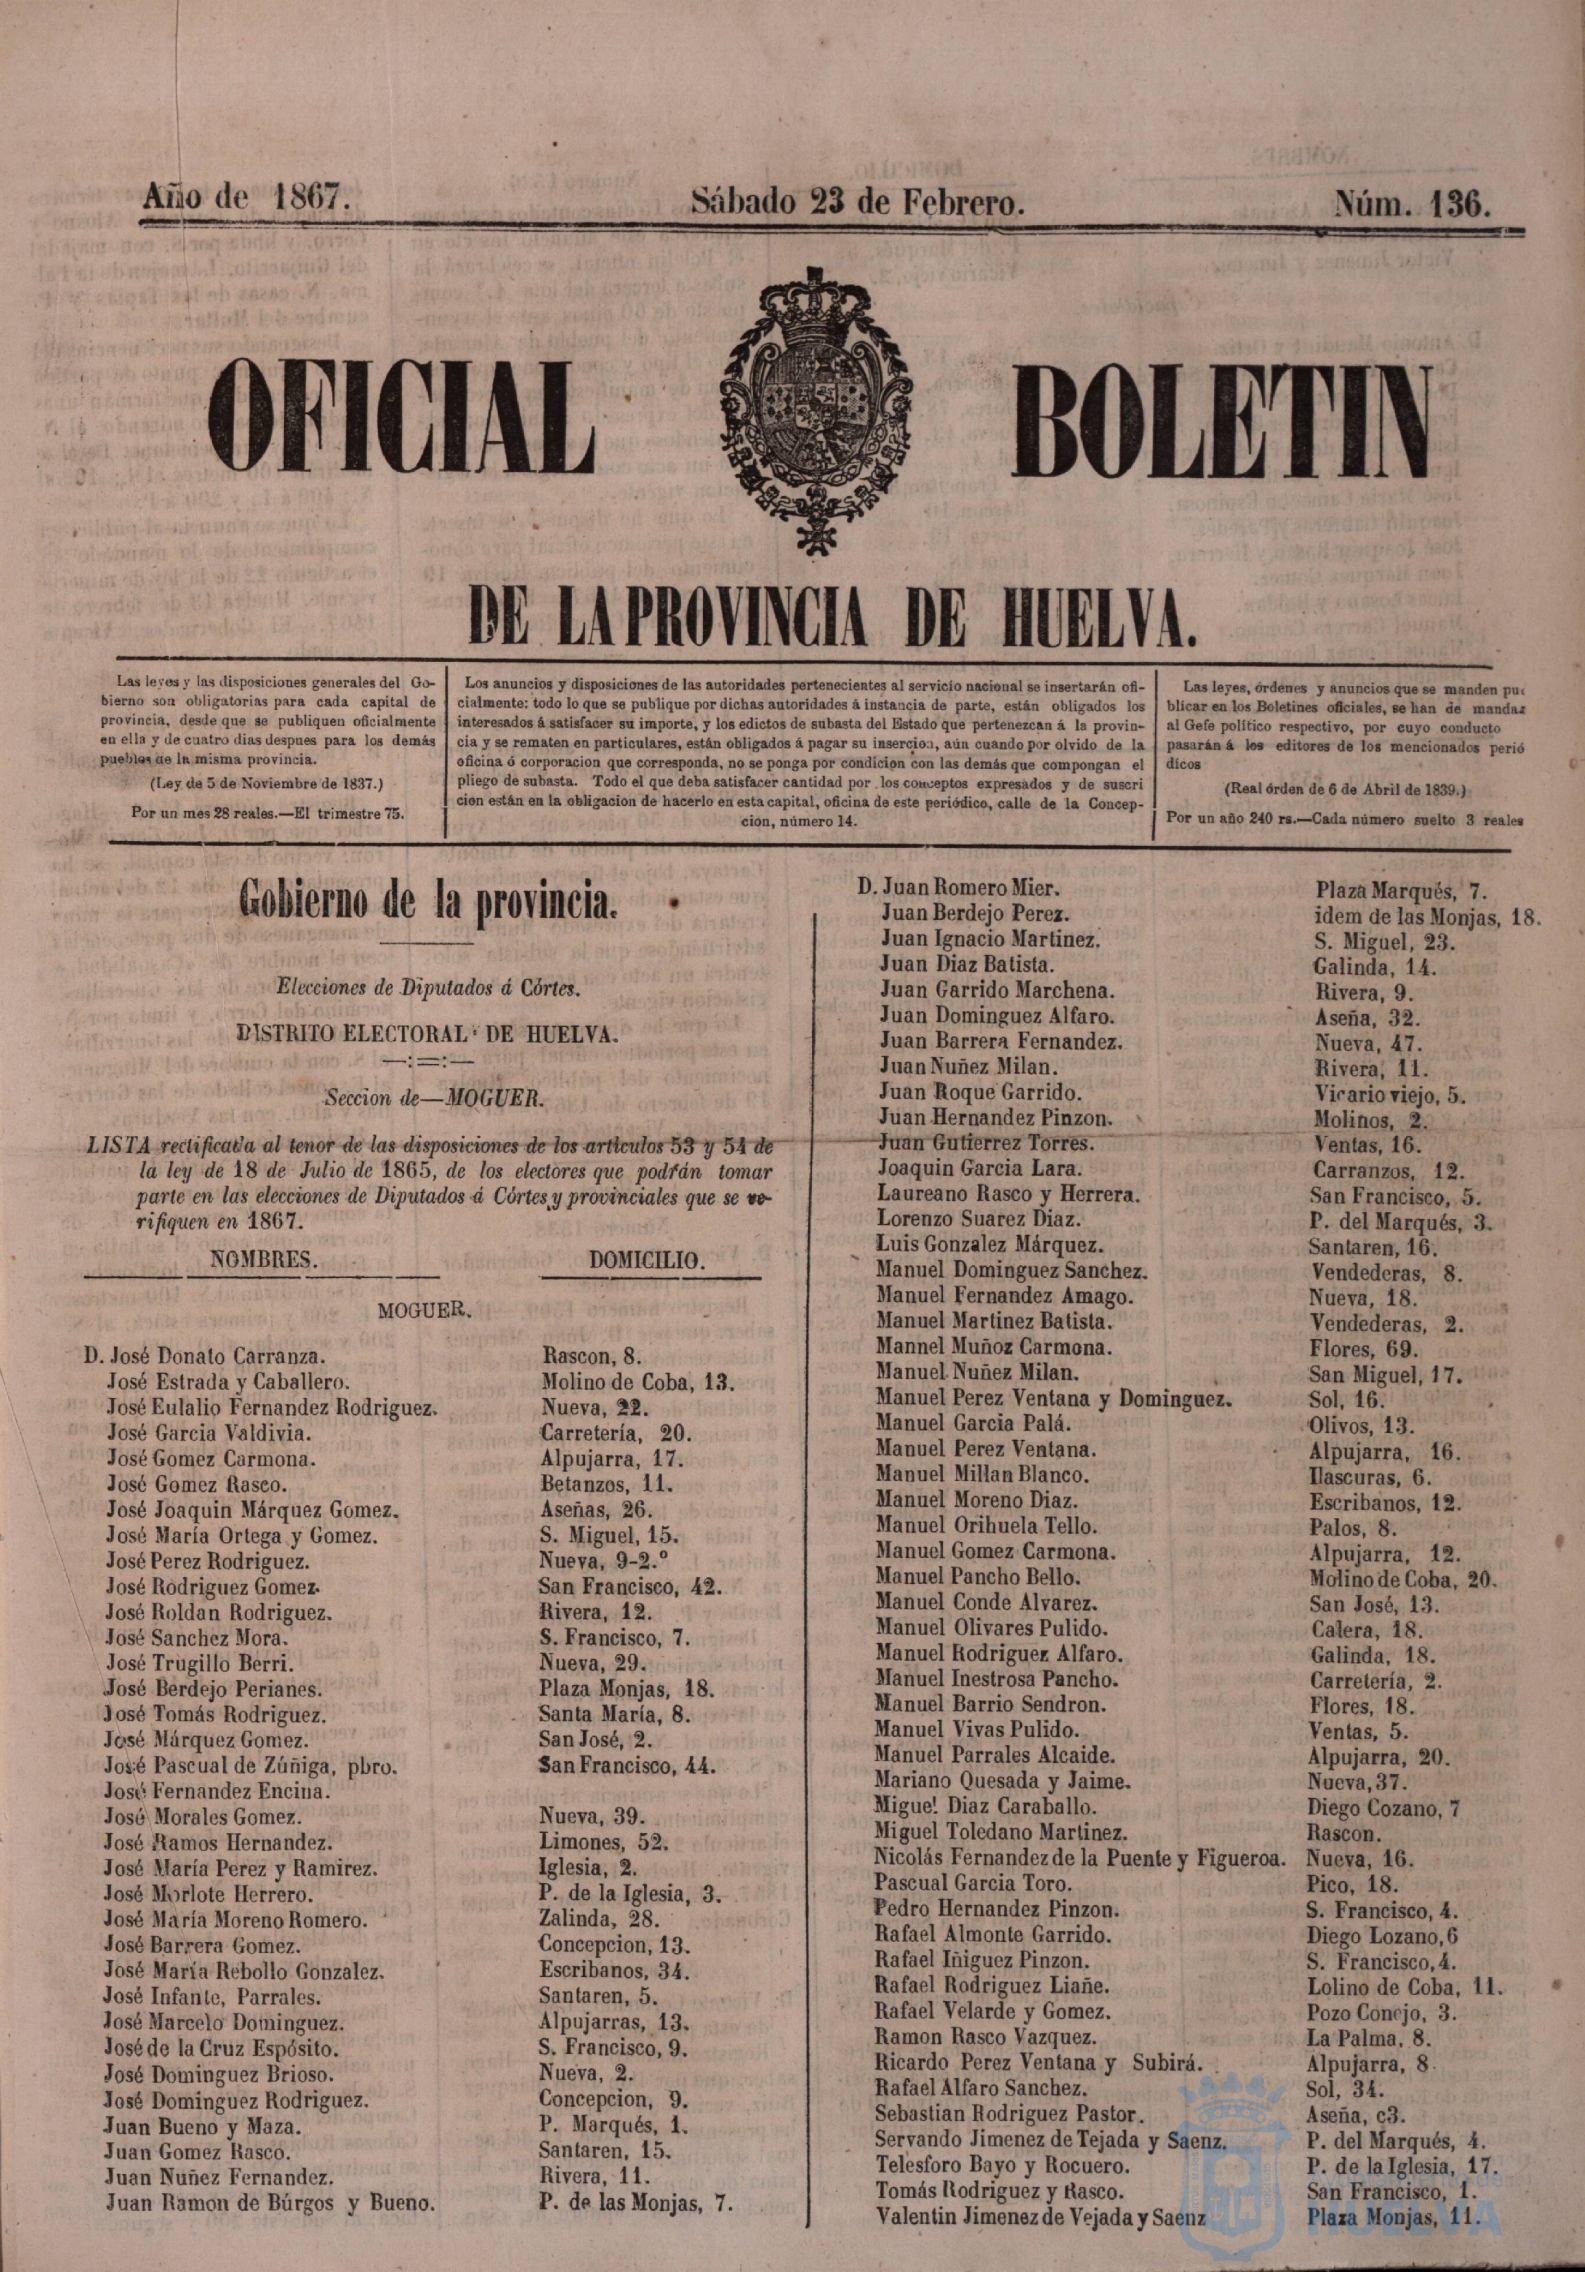 Año de 1867.
Sábado 23 de Febrero.
Núm. 136.
OFICIAL BOLETIN
DE LA PROVINCIA DE HUELVA.
Las leyes y las disposiciones generales del Go-
bierno son obligatorias para cada capital de
provincia, desde que se publiquen oficialmente
en ella y de cuatro dias despues para los demás
pueblos de la misma provincia.
(Ley de 5 de Noviembre de 1837.)
Por un mes 28 reales.—El trimestre 75.
Los anuncios y disposiciones de las autoridades pertenecientes al servicio nacional se insertarán ofi-
cialmente: todo lo que se publique por dichas autoridades á instancia de parte, están obligados los
interesados á satisfacer su importe, y los edictos de subasta del Estado que pertenezcan á la provin-
cia y se rematen en particulares, están obligados á pagar su insercion, aún cuando por olvido de la
oficina ó corporacion que corresponda, no se ponga por condicion con las demás que compongan el
pliego de subasta. Todo el que deba satisfacer cantidad por los conceptos expresados y de suscri
cion están en la obligacion de hacerlo en esta capital, oficina de este periódico, calle de la Concep-
cion, número 14.
Las leyes, órdenes y anuncios que se manden pu
blicar en los Boletines oficiales, se han de mandar
al Gefe político respectivo, por cuyo conducto
pasarán á los editores de los mencionados perió
dicos
(Real órden de 6 de Abril de 1839.)
Por un año 240 rs.—Cada número suelto 3 reales
Gobierno de la provincia.
Elecciones de Diputados á Córtes.
DISTRITO ELECTORAL DE HUELVA.
Seccion de—MOGUER.
LISTA rectificada al tenor de las disposiciones de los artículos 53 y 54 de
la ley de 18 de Julio de 1865, de los electores que podrán tomar
parte en las elecciones de Diputados á Córtes y provinciales que se ve-
rifiquen en 1867.
NOMBRES. DOMICILIO.
MOGUER.
D. José Donato Carranza. Rascon, 8.
José Estrada y Caballero. Molino de Coba, 13.
José Eulalio Fernandez Rodriguez. Nueva, 22.
José Garcia Valdivia. Carretería, 20.
José Gomez Carmona. Alpujarra, 17.
José Gomez Rasco. Betanzos, 11.
José Joaquin Márquez Gomez. Aseñas, 26.
José María Ortega y Gomez. S. Miguel, 15.
José Perez Rodriguez. Nueva, 9-2.º
José Rodriguez Gomez. San Francisco, 42.
José Roldan Rodriguez. Rivera, 12.
José Sanchez Mora. S. Francisco, 7.
José Trugillo Berri. Nueva, 29.
José Berdejo Perianes. Plaza Monjas, 18.
José Tomás Rodriguez. Santa María, 8.
José Márquez Gomez. San José, 2.
José Pascual de Zúñiga, pbro. San Francisco, 44.
José Fernandez Encina.
José Morales Gomez. Nueva, 39.
José Ramos Hernandez. Limones, 52.
José María Perez y Ramirez. Iglesia, 2.
José Morlote Herrero. P. de la Iglesia, 3.
José María Moreno Romero. Zalinda, 28.
José Barrera Gomez. Concepcion, 13.
José María Rebollo Gonzalez. Escribanos, 34.
José Infante, Parrales. Santaren, 5.
José Marcelo Dominguez. Alpujarras, 13.
José de la Cruz Espósito. S. Francisco, 9.
José Dominguez Brioso. Nueva, 2.
José Dominguez Rodriguez. Concepcion, 9.
Juan Bueno y Maza. P. Marqués, 1.
Juan Gomez Rasco. Santaren, 15.
Juan Nuñez Fernandez. Rivera, 11.
Juan Ramon de Búrgos y Bueno. P. de las Monjas, 7.
D. Juan Romero Mier. Plaza Marqués, 7.
Juan Berdejo Perez. idem de las Monjas, 18.
Juan Ignacio Martinez. S. Miguel, 23.
Juan Diaz Batista. Galinda, 14.
Juan Garrido Marchena. Rivera, 9.
Juan Dominguez Alfaro. Aseña, 32.
Juan Barrera Fernandez. Nueva, 47.
Juan Nuñez Milan. Rivera, 11.
Juan Roque Garrido. Vicario viejo, 5.
Juan Hernandez Pinzon. Molinos, 2.
Juan Gutierrez Torres. Ventas, 16.
Joaquin Garcia Lara. Carranzos, 12.
Laureano Rasco y Herrera. San Francisco, 5.
Lorenzo Suarez Diaz. P. del Marqués, 3.
Luis Gonzalez Márquez. Santaren, 16.
Manuel Dominguez Sanchez. Vendederas, 8.
Manuel Fernandez Amago. Nueva, 18.
Manuel Martinez Batista. Vendederas, 2.
Mannel Muñoz Carmona. Flores, 69.
Manuel Nuñez Milan. San Miguel, 17.
Manuel Perez Ventana y Dominguez. Sol, 16.
Manuel Garcia Palá. Olivos, 13.
Manuel Perez Ventana. Alpujarra, 16.
Manuel Millan Blanco. Ilascuras, 6.
Manuel Moreno Diaz. Escribanos, 12.
Manuel Orihuela Tello. Palos, 8.
Manuel Gomez Carmona. Alpujarra, 12.
Manuel Pancho Bello. Molino de Coba, 20.
Manuel Conde Alvarez. San José, 13.
Manuel Olivares Pulido. Calera, 18.
Manuel Rodriguez Alfaro. Galinda, 18.
Manuel Inestrosa Pancho. Carretería, 2.
Manuel Barrio Sendron. Flores, 18.
Manuel Vivas Pulido. Ventas, 5.
Manuel Parrales Alcaide. Alpujarra, 20.
Mariano Quesada y Jaime. Nueva, 37.
Miguel Diaz Caraballo. Diego Cozano, 7
Miguel Toledano Martinez. Rascon.
Nicolás Fernandez de la Puente y Figueroa. Nueva, 16.
Pascual Garcia Toro. Pico, 18.
Pedro Hernandez Pinzon. S. Francisco, 4.
Rafael Almonte Garrido. Diego Lozano, 6
Rafael Iñiguez Pinzon. S. Francisco, 4.
Rafael Rodriguez Liañe. Lolino de Coba, 11.
Rafael Velarde y Gomez. Pozo Concjo, 3.
Ramon Rasco Vazquez. La Palma, 8.
Ricardo Perez Ventana y Subirá. Alpujarra, 8.
Rafael Alfaro Sanchez. Sol, 34.
Sebastian Rodriguez Pastor. Aseña, c3.
Servando Jimenez de Tejada y Saenz. P. del Marqués, 4.
Telesforo Bayo y Rocuero. P. de la Iglesia, 17.
Tomás Rodriguez y Rasco. San Francisco, 1.
Valentin Jimenez de Vejada y Saenz Plaza Monjas, 11.
HUELVA